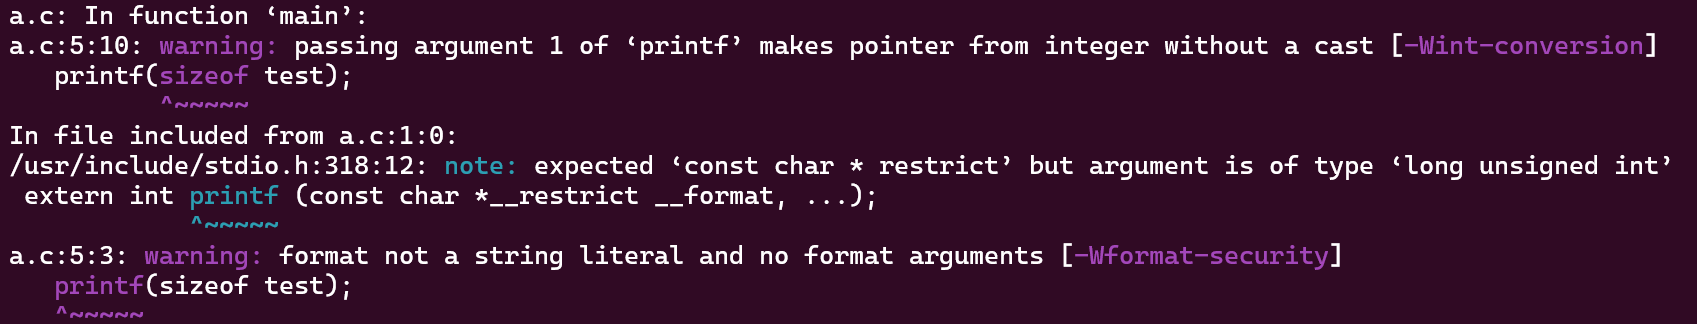 a.c: In function ‘main’:
a.c:5:10: warning: passing argument 1 of ‘printf’ makes pointer from integer without a cast [-Wint-conversion]
   printf(sizeof test);
          ^~~~~~
In file included from a.c:1:0:
/usr/include/stdio.h:318:12: note: expected ‘const char * restrict’ but argument is of type ‘long unsigned int’
 extern int printf (const char *__restrict __format, ...);
            ^~~~~~
a.c:5:3: warning: format not a string literal and no format arguments [-Wformat-security]
   printf(sizeof test);
   ^~~~~~